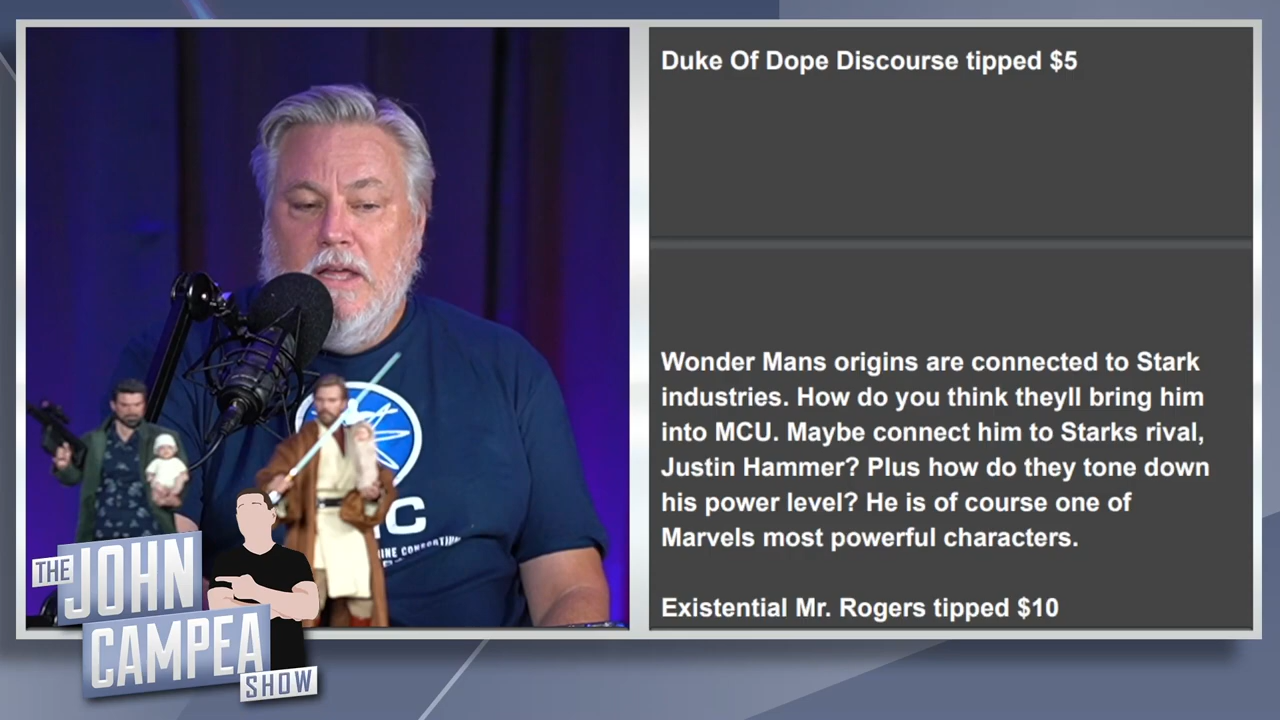 Duke Of Dope Discourse tipped $5
Wonder Mans origins are connected to Stark
industries. How do you think theyll bring him
into MCU. Maybe connect him to Starks rival,
Justin Hammer? Plus how do they tone down
his power level? He is of course one of
Marvels most powerful characters.
Existential Mr. Rogers tipped $10
THE
JOHN
CAMPEA
SHOW